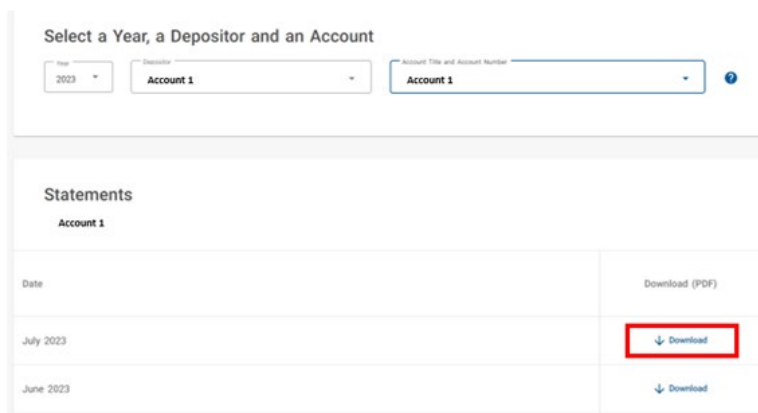 Select a Year, a Depositor and an Account
Year
2023
Depositor
Account 1
Account Title and Account Number
Account 1
?
Statements
Account 1
Date
Download (PDF)
July 2023
Download
June 2023
Download